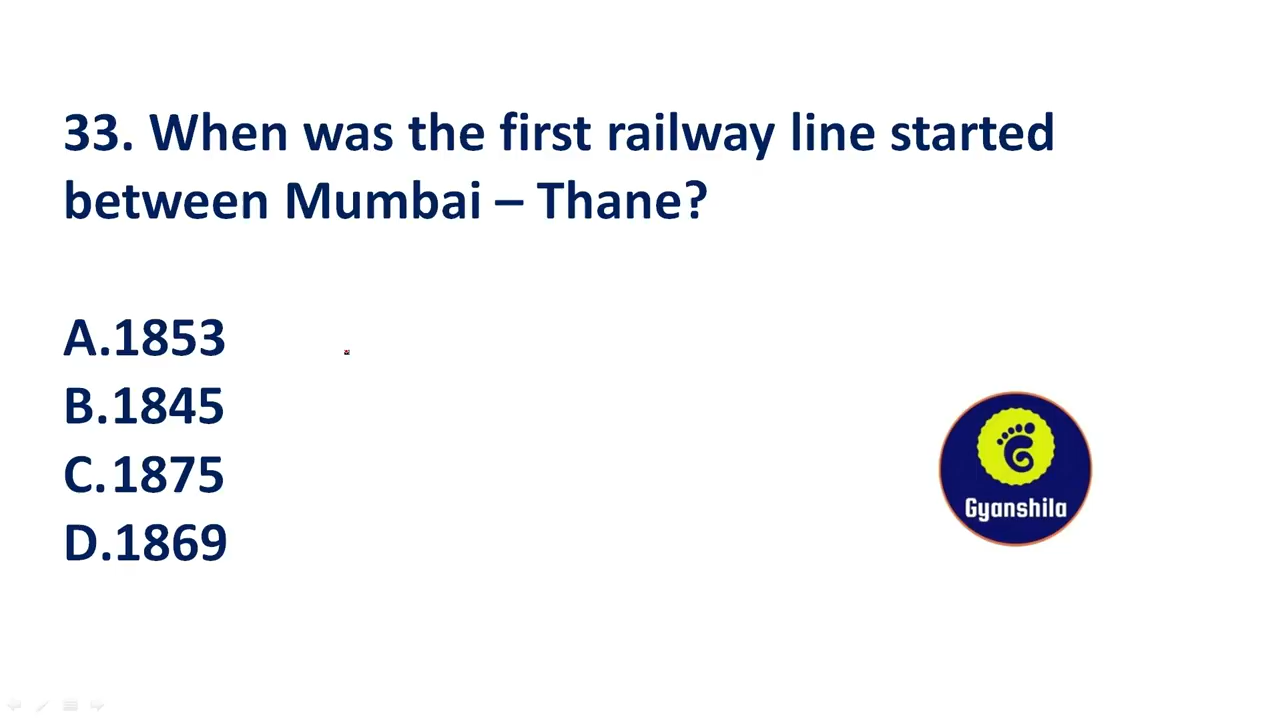 33. When was the first railway line started
between Mumbai – Thane?
A.1853
B.1845
C.1875
D.1869
Gyanshila